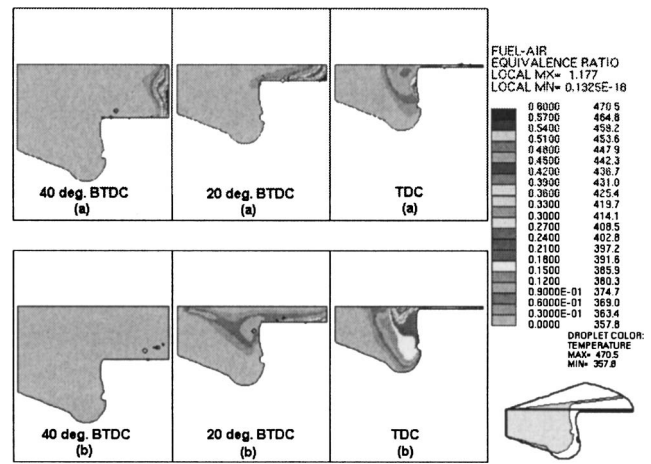 40 deg. BTDC
(a)
20 deg. BTDC
(a)
TDC
(a)
40 deg. BTDC
(b)
20 deg. BTDC
(b)
TDC
(b)
FUEL-AIR
EQUIVALENCE RATIO
LOCAL MX= 1.177
LOCAL MN= 0.1325E-18
0.6000 470.5
0.5700 464.8
0.5400 459.2
0.5100 453.6
0.4800 447.9
0.4500 442.3
0.4200 436.7
0.3900 431.0
0.3600 425.4
0.3300 419.7
0.3000 414.1
0.2700 408.5
0.2400 402.8
0.2100 397.2
0.1800 391.6
0.1500 385.9
0.1200 380.3
0.9000E-01 374.7
0.6000E-01 369.0
0.3000E-01 363.4
0.0000 357.8
DROPLET COLOR:
TEMPERATURE
MAX= 470.5
MIN= 357.8